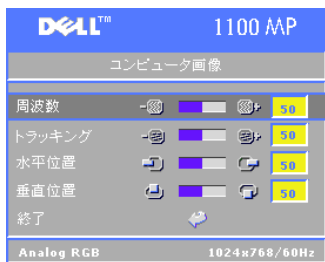 DELL™ 1100 MP
コンピュータ画像
周波数 50
トラッキング 50
水平位置 50
垂直位置 50
終了
Analog RGB 1024x768/60Hz